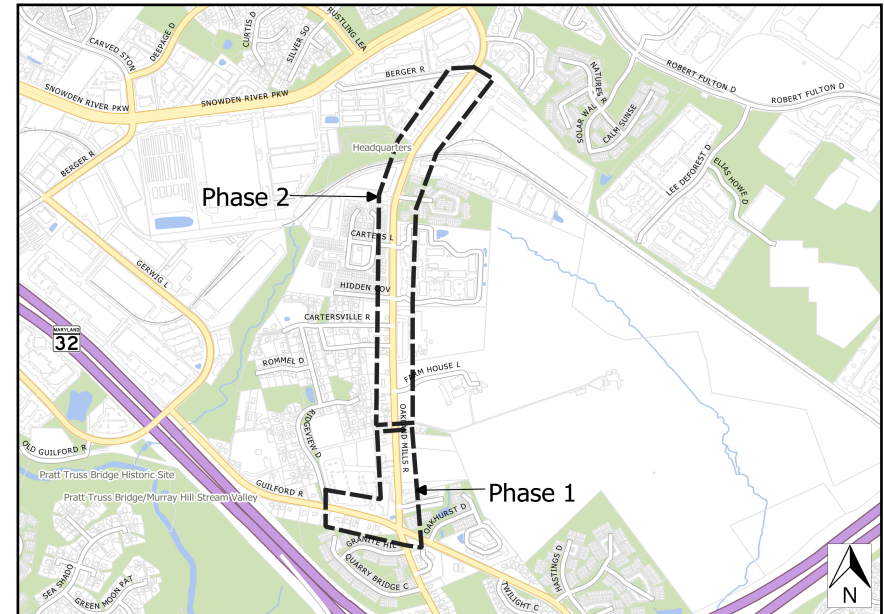 CARVED STON
DEEPAGE D
CURTIS D
SILVER SQ
RUSTLING LEA
SNOWDEN RIVER PKW
SNOWDEN RIVER PKW
BERGER R
NATURES R
SOLAR WAL
CALM SUNSE
ROBERT FULTON D
ROBERT FULTON D
LEE DEFOREST D
ELIAS HOWE D
BERGER R
Headquarters
Phase 2
CARTERS L
GERWIG L
HIDDEN COV
CARTERSVILLE R
MARYLAND
32
ROMMEL D
FARM HOUSE L
OAKLAND MILLS R
RIDGEVIEW D
OLD GUILFORD R
Pratt Truss Bridge Historic Site
GUILFORD R
Pratt Truss Bridge/Murray Hill Stream Valley
Phase 1
OAKHURST D
GRANITE HIL
QUARRY BRIDGE C
SEA SHADO
GREEN MOON PAT
TWILIGHT C
HASTINGS D
N